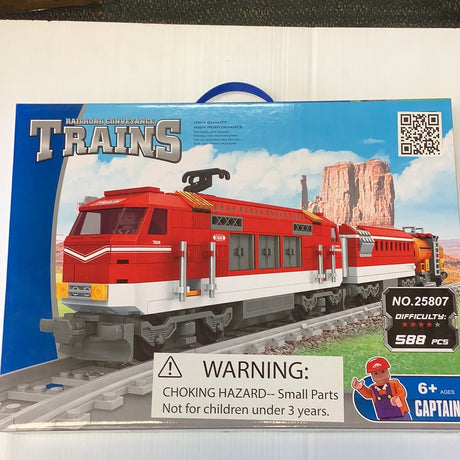 RAILROAD CONVEYANCE
TRAINS
HIGH QUALITY
HIGH PERFORMANCE
NO.25807
DIFFICULTY:
588 PCS
WARNING:
CHOKING HAZARD-- Small Parts
Not for children under 3 years.
6+ AGES
CAPTAIN